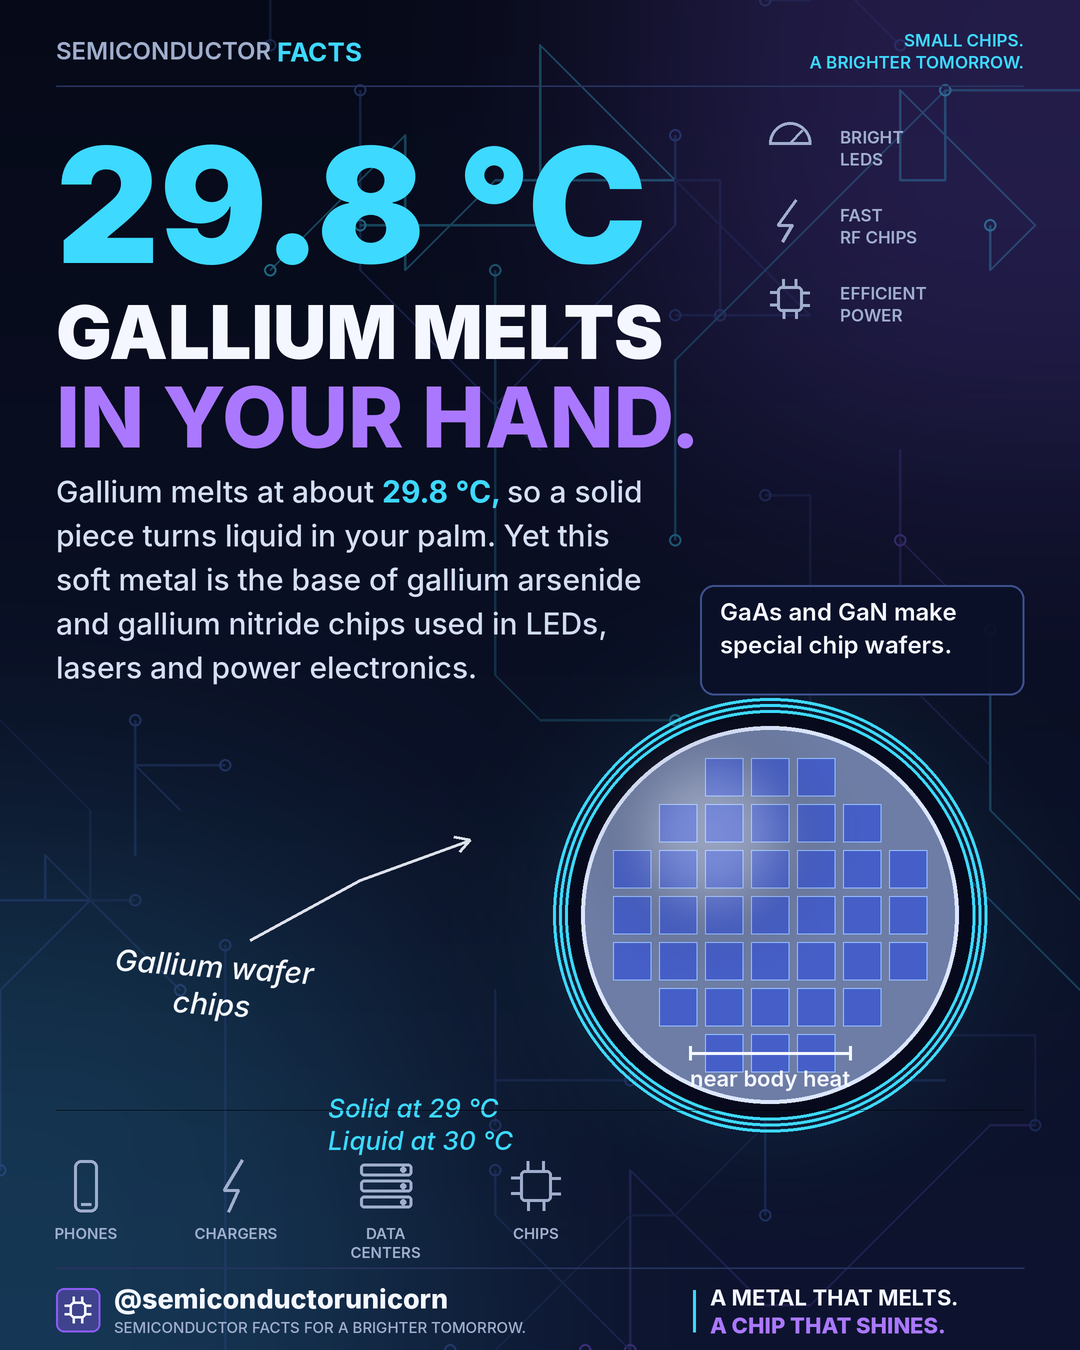 SEMICONDUCTOR FACTS
SMALL CHIPS.
A BRIGHTER TOMORROW.
29.8 °C
GALLIUM MELTS
IN YOUR HAND.
BRIGHT
LEDS
FAST
RF CHIPS
EFFICIENT
POWER
Gallium melts at about 29.8 °C, so a solid
piece turns liquid in your palm. Yet this
soft metal is the base of gallium arsenide
and gallium nitride chips used in LEDs,
lasers and power electronics.
GaAs and GaN make
special chip wafers.
Gallium wafer
chips
near body heat
Solid at 29 °C
Liquid at 30 °C
PHONES
CHARGERS
DATA
CENTERS
CHIPS
@semiconductorunicorn
SEMICONDUCTOR FACTS FOR A BRIGHTER TOMORROW.
A METAL THAT MELTS.
A CHIP THAT SHINES.